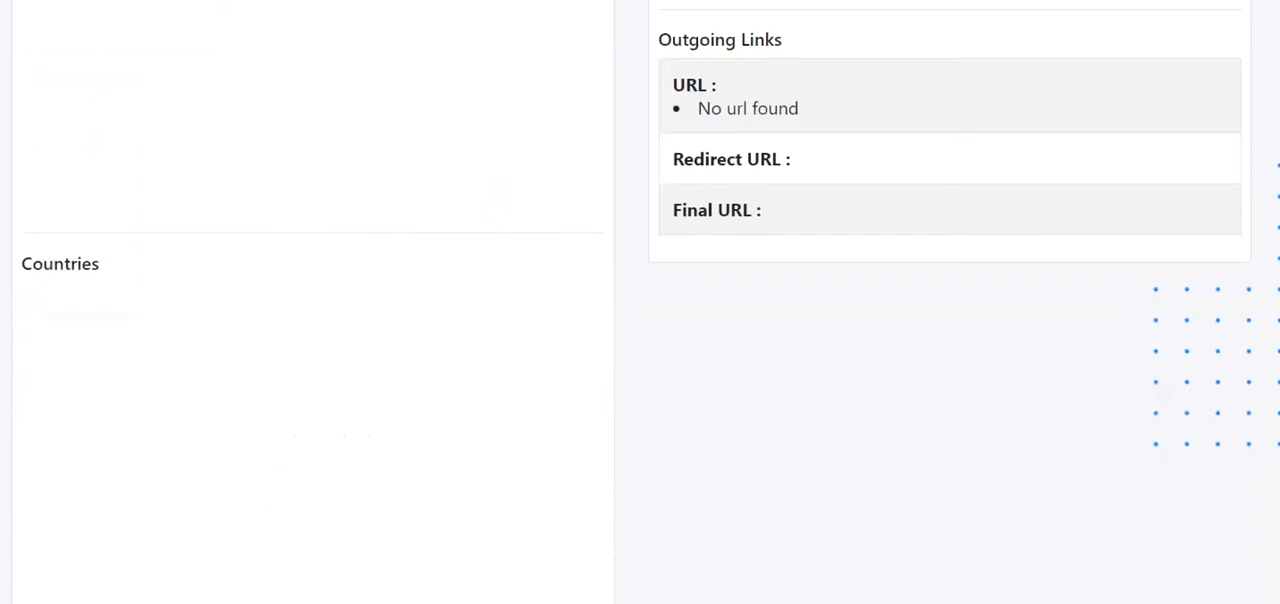 Countries
Outgoing Links
URL :
No url found
Redirect URL :
Final URL :